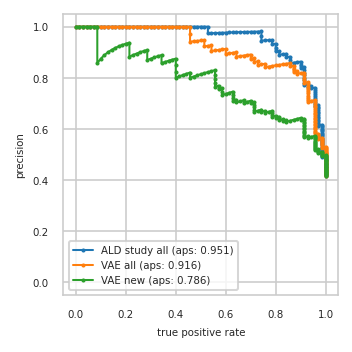 1.0
0.8
0.6
0.4
0.2
0.0
precision
ALD study all (aps: 0.951)
VAE all (aps: 0.916)
VAE new (aps: 0.786)
0.0 0.2 0.4 0.6 0.8 1.0
true positive rate